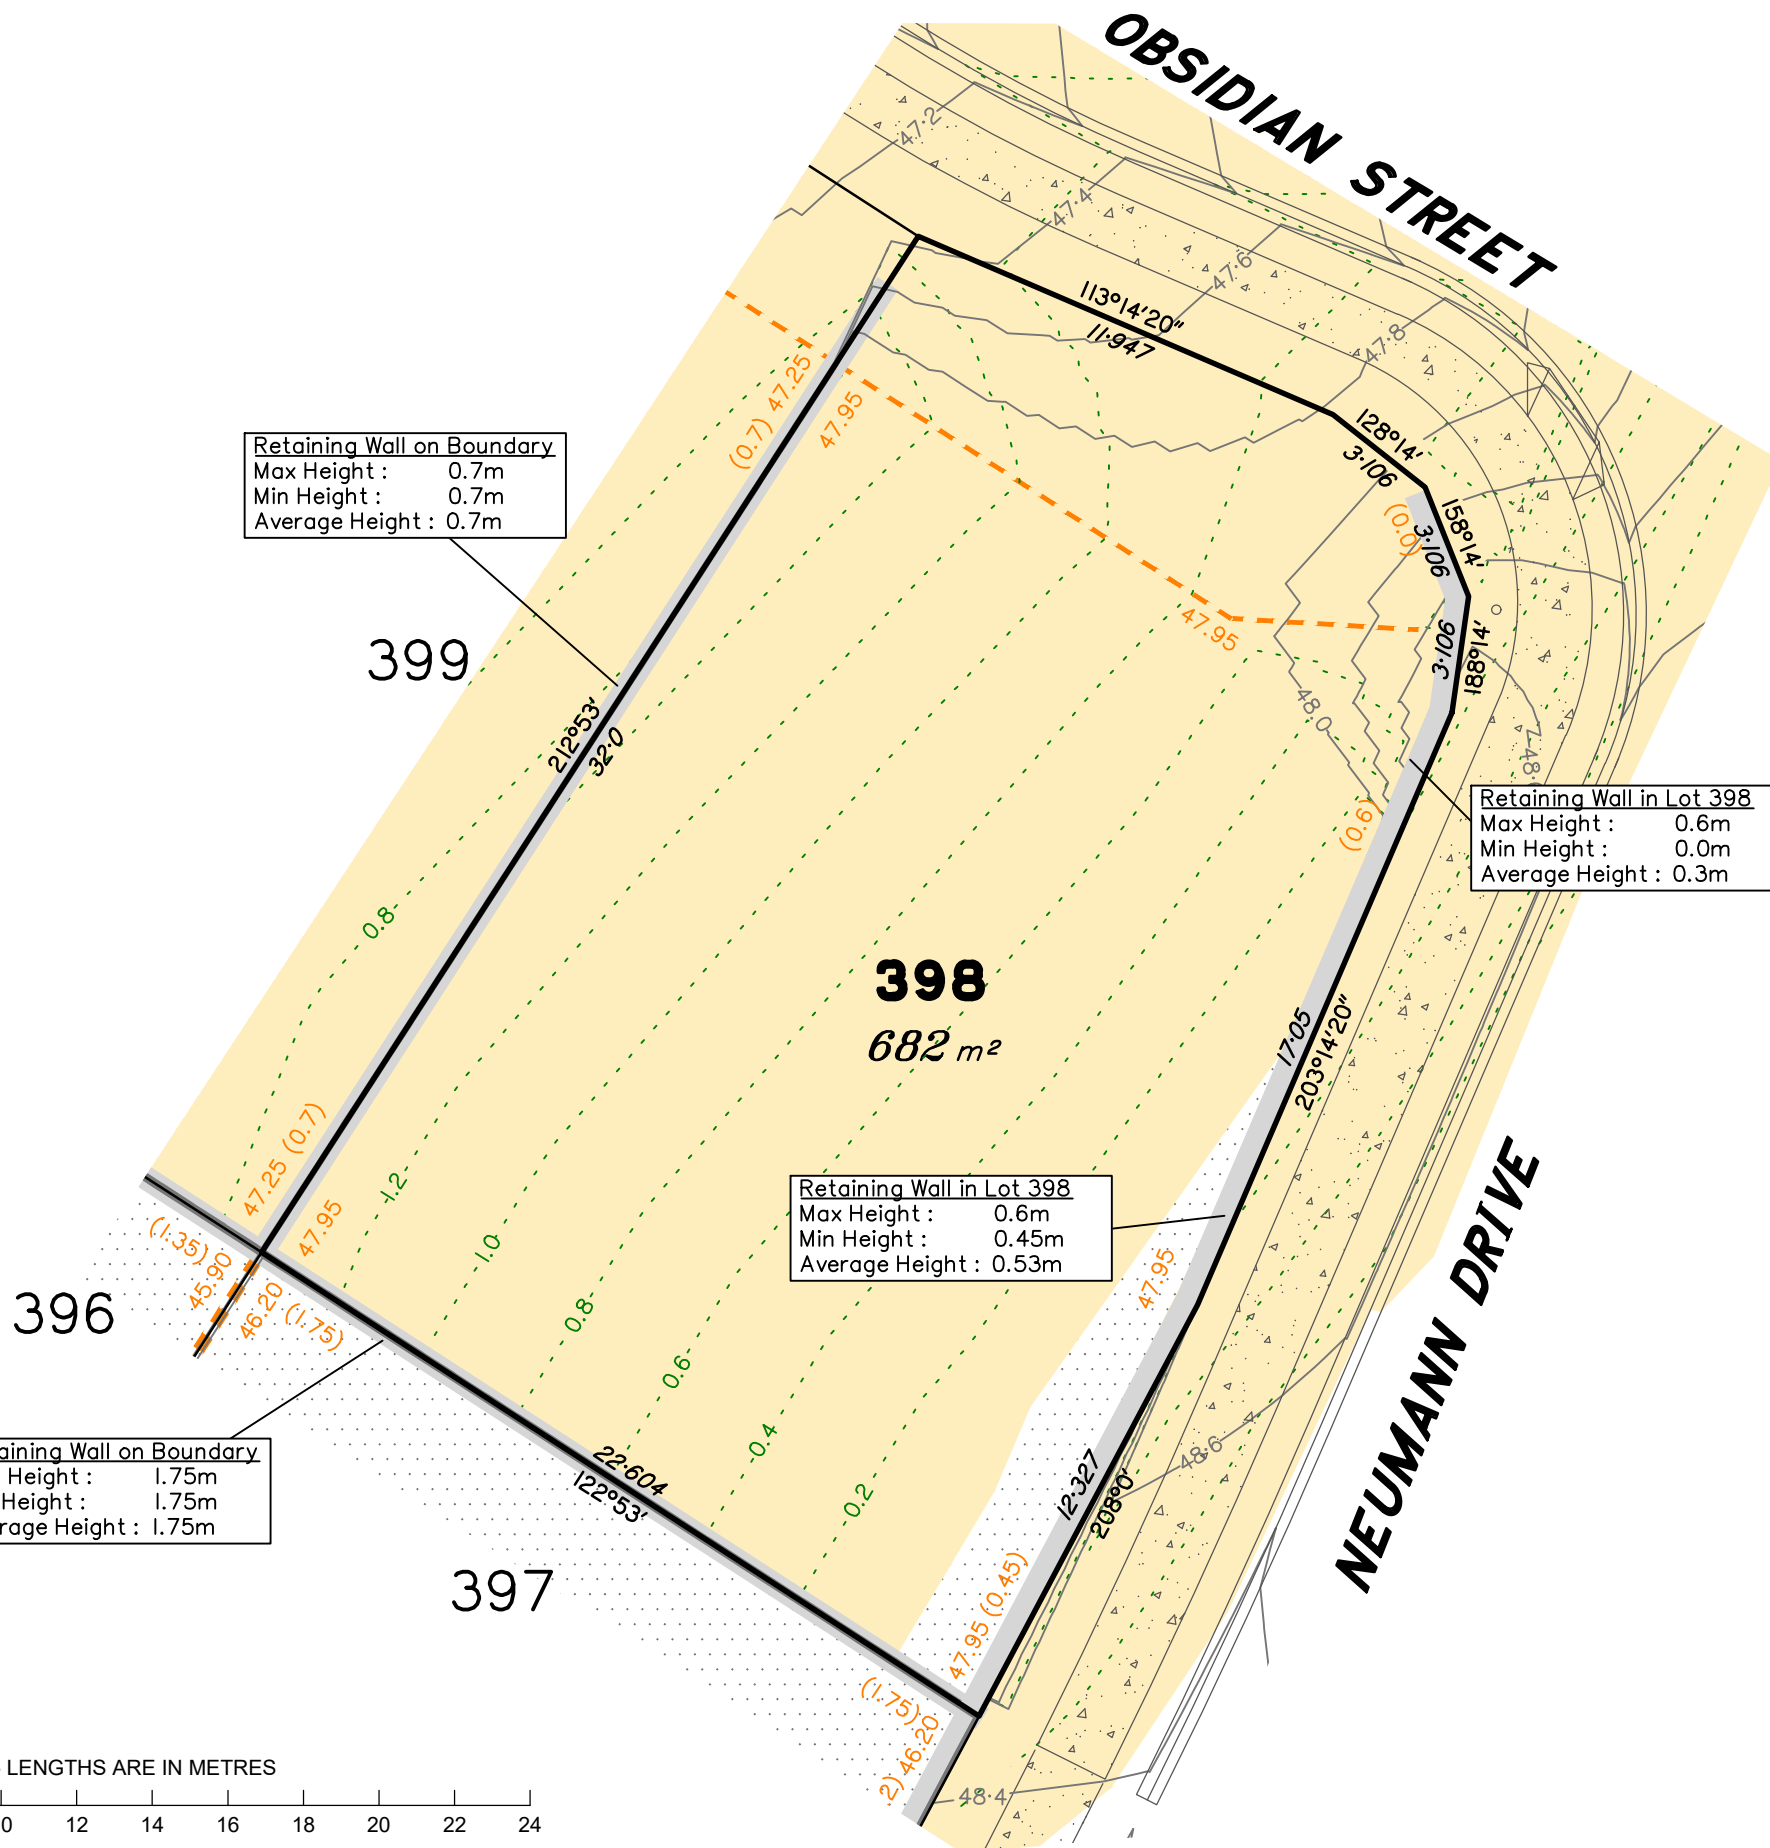 OBSIDIAN STREET
47·2
47·4
47·6
47·8
113°14'20"
11·947
128°14'
3·106
158°14'
3·106
(0.0)
3·106
188°14'
(0.7) 47.25
47.95
Retaining Wall on Boundary
Max Height : 0.7m
Min Height : 0.7m
Average Height : 0.7m
399
47.95
48.0
212°53'
32·0
(0.6)
Retaining Wall in Lot 398
Max Height : 0.6m
Min Height : 0.0m
Average Height : 0.3m
0.8
398
682 m²
17·05
203°14'20"
47.25 (0.7)
47.95
1.2
1.0
0.8
0.6
0.4
0.2
Retaining Wall in Lot 398
Max Height : 0.6m
Min Height : 0.45m
Average Height : 0.53m
47.95
NEUMANN DRIVE
(1.35)
45.90
46.20
(1.75)
396
aining Wall on Boundary
Height : 1.75m
Height : 1.75m
rage Height : 1.75m
22·604
122°53'
12·327
208°0'
48·6
397
47.95 (0.45)
(1.75)
2) 46.20
48·4
LENGTHS ARE IN METRES
0 12 14 16 18 20 22 24